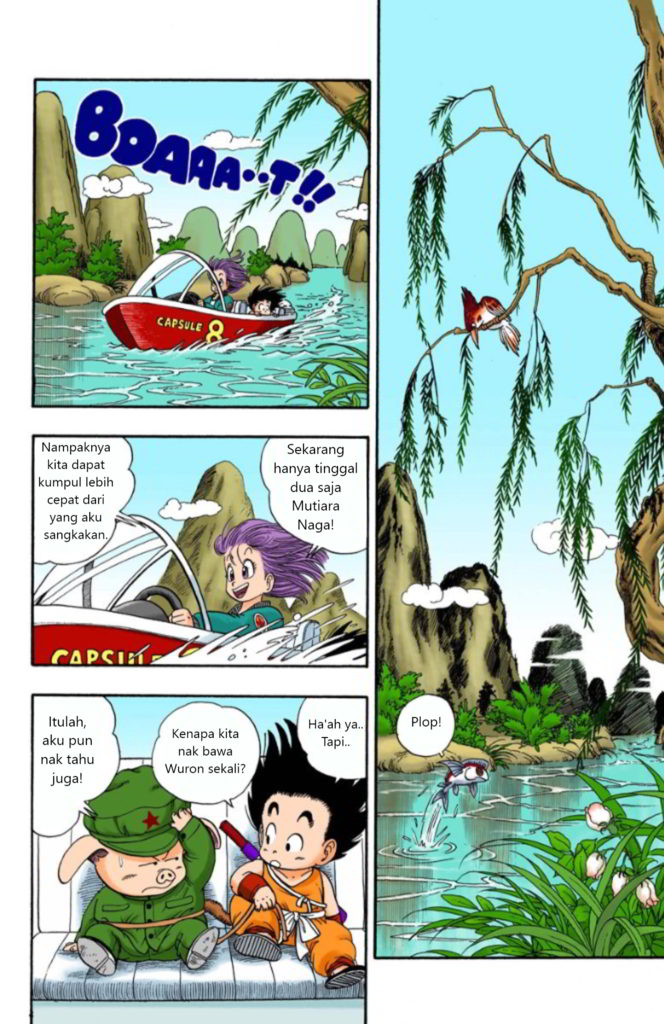 Plop!
BOAAA··T!!
CAPSULE 8
Sekarang
hanya tinggal
dua saja
Mutiara
Naga!
Nampaknya
kita dapat
kumpul lebih
cepat dari
yang aku
sangkakan.
CAPSULE
Ha'ah ya..
Tapi..
Kenapa kita
nak bawa
Wuron sekali?
Itulah,
aku pun
nak tahu
juga!